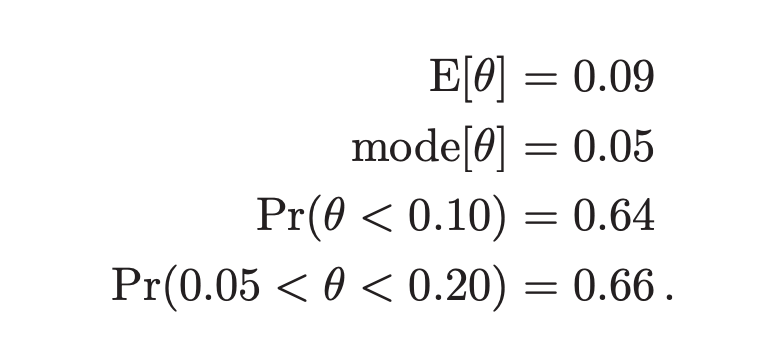 E[θ] = 0.09
mode[θ] = 0.05
Pr(θ < 0.10) = 0.64
Pr(0.05 < θ < 0.20) = 0.66 .